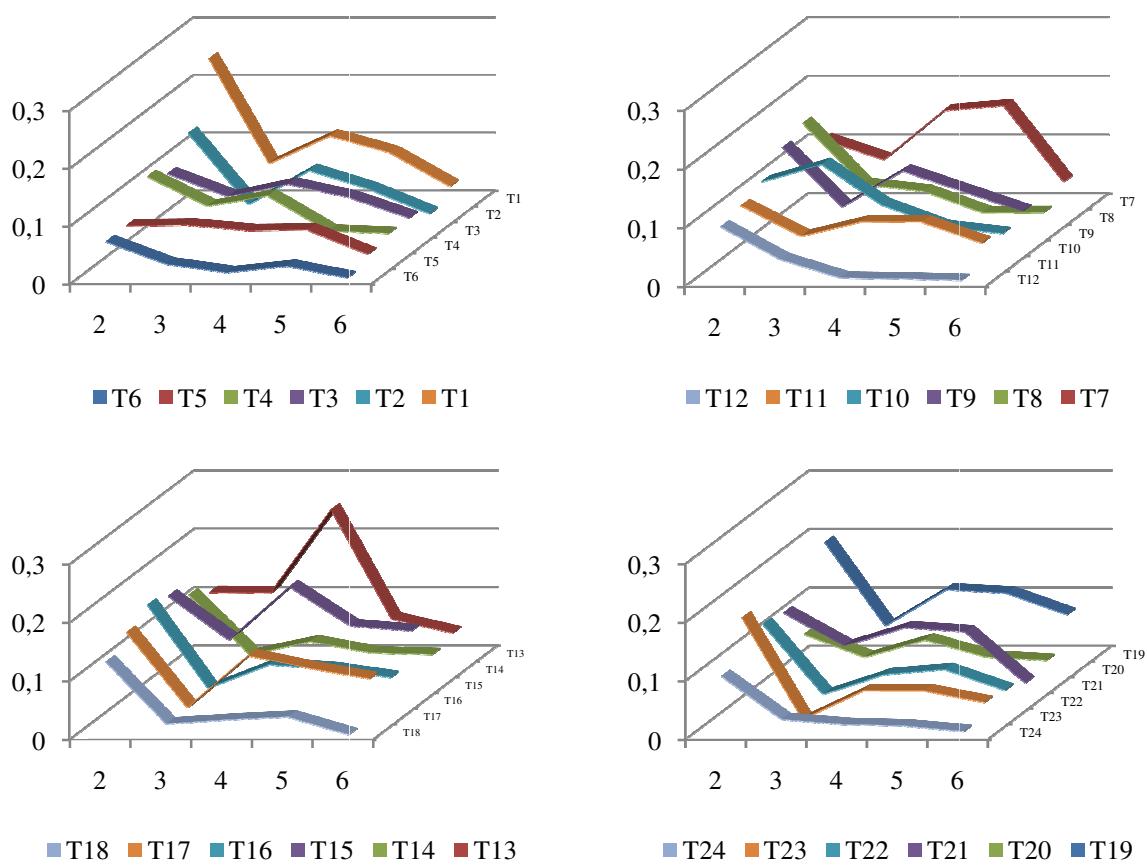 0,3
0,2
0,1
0
2 3 4 5 6
T1
T2
T3
T4
T5
T6
T6 T5 T4 T3 T2 T1
0,3
0,2
0,1
0
2 3 4 5 6
T7
T8
T9
T10
T11
T12
T12 T11 T10 T9 T8 T7
0,3
0,2
0,1
0
2 3 4 5 6
T13
T14
T15
T16
T17
T18
T18 T17 T16 T15 T14 T13
0,3
0,2
0,1
0
2 3 4 5 6
T19
T20
T21
T22
T23
T24
T24 T23 T22 T21 T20 T19